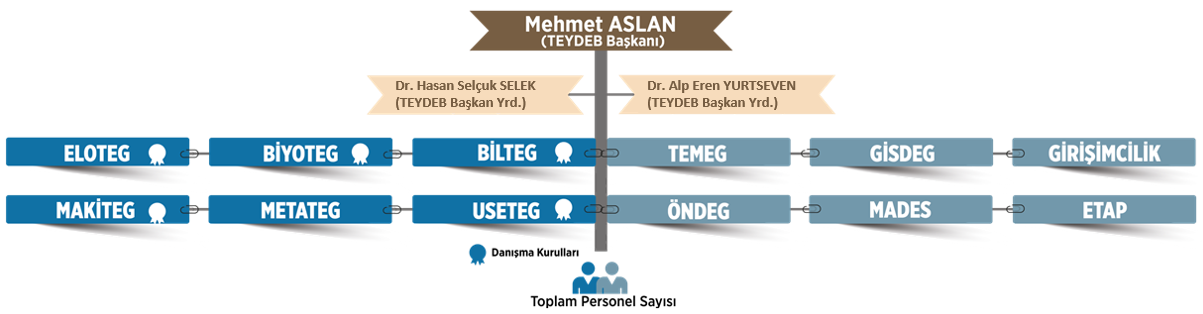 Mehmet ASLAN
(TEYDEB Başkanı)
Dr. Hasan Selçuk SELEK
(TEYDEB Başkan Yrd.)
Dr. Alp Eren YURTSEVEN
(TEYDEB Başkan Yrd.)
ELOTEG
BİYOTEG
BİLTEG
TEMEG
GİSDEG
GİRİŞİMCİLİK
MAKİTEG
METATEG
USETEG
ÖNDEG
MADES
ETAP
Danışma Kurulları
Toplam Personel Sayısı